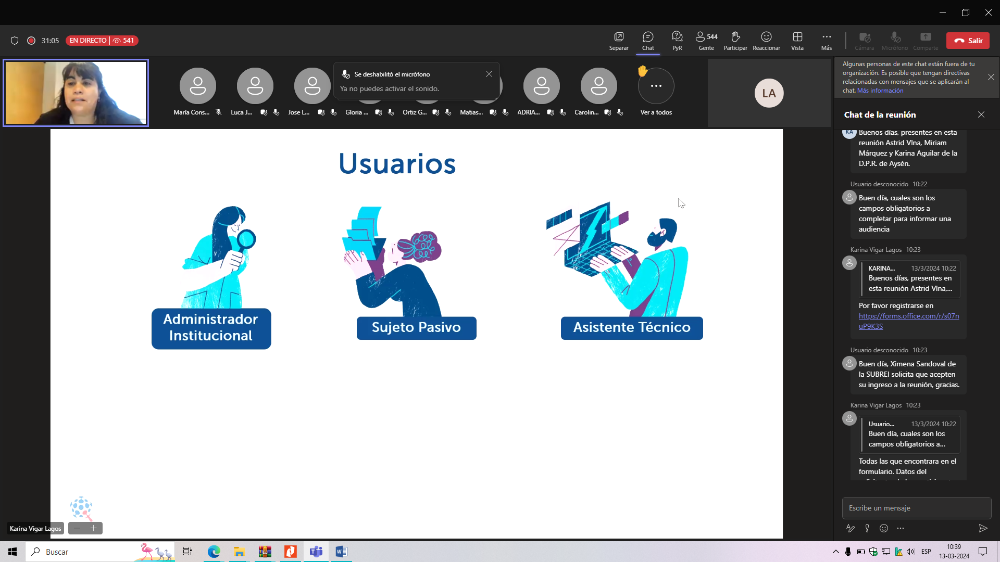 31:05
EN DIRECTO
541
Separar
Chat
PyR
544
Gente
Participar
Reaccionar
Vista
Más
Cámara
Micrófono
Comparte
Salir
María Cons...
Luca J...
Jose L...
Gloria ...
Ortiz G...
Matias...
ADRIA...
Carolin...
Ver a todos
Se deshabilitó el micrófono
Ya no puedes activar el sonido.
LA
Algunas personas de este chat están fuera de tu
organización. Es posible que tengan directivas
relacionadas con mensajes que se aplicarán al
chat. Más información
Chat de la reunión
KA
Buenos días, presentes en esta
reunión Astrid Vlna, Miriam
Márquez y Karina Aguilar de la
D.P.R. de Aysén.
Usuario desconocido 10:22
Buen día, cuales son los
campos obligatorios a
completar para informar una
audiencia
Karina Vigar Lagos 10:23
KARINA... 13/3/2024 10:22
Buenos días, presentes en
esta reunión Astrid Vlna,...
Por favor registrarse en
https://forms.office.com/r/s07n
uP9K3S
Usuario desconocido 10:23
Buen día, Ximena Sandoval de
la SUBREI solicita que acepten
su ingreso a la reunión, gracias.
Karina Vigar Lagos 10:23
Usuario... 13/3/2024 10:22
Buen día, cuales son los
campos obligatorios a...
Todas las que encontrara en el
formulario. Datos del
Escribe un mensaje
Usuarios
Administrador
Institucional
Sujeto Pasivo
Asistente Técnico
Karina Vigar Lagos
Buscar
ESP
10:39
13-03-2024